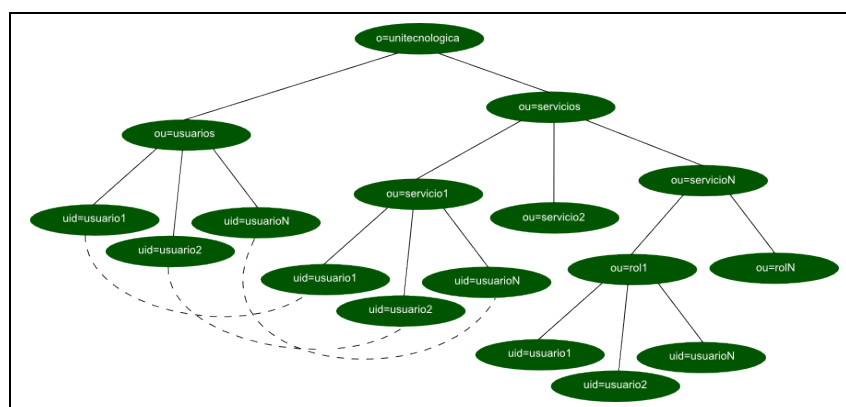 o=unitecnologica
ou=servicios
ou=usuarios
ou=servicioN
ou=servicio1
uid=usuario1
uid=usuarioN
ou=servicio2
uid=usuario2
ou=rol1
ou=rolN
uid=usuario1
uid=usuarioN
uid=usuario2
uid=usuario1
uid=usuarioN
uid=usuario2